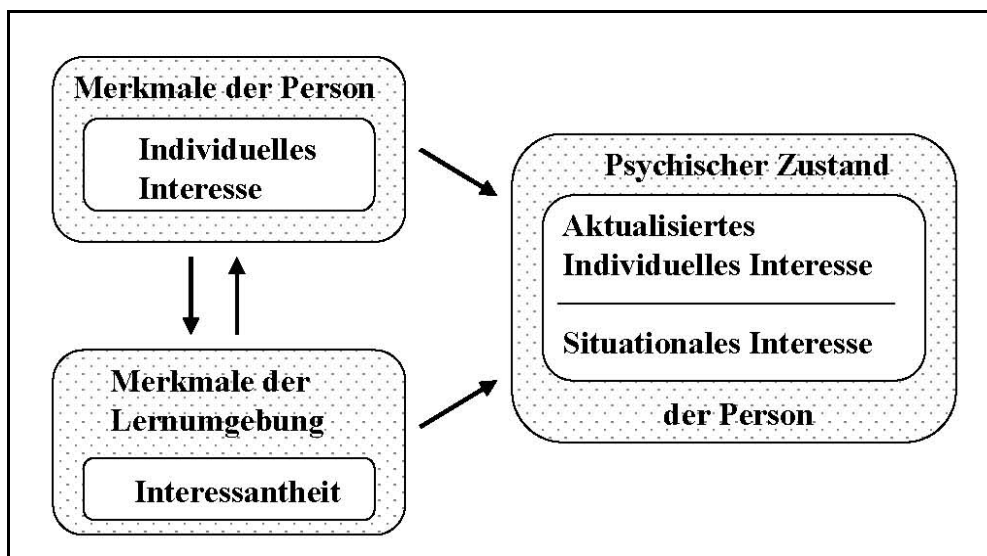 Merkmale der Person
Individuelles
Interesse
Merkmale der
Lernumgebung
Interessantheit
Psychischer Zustand
Aktualisiertes
Individuelles Interesse
Situationales Interesse
der Person